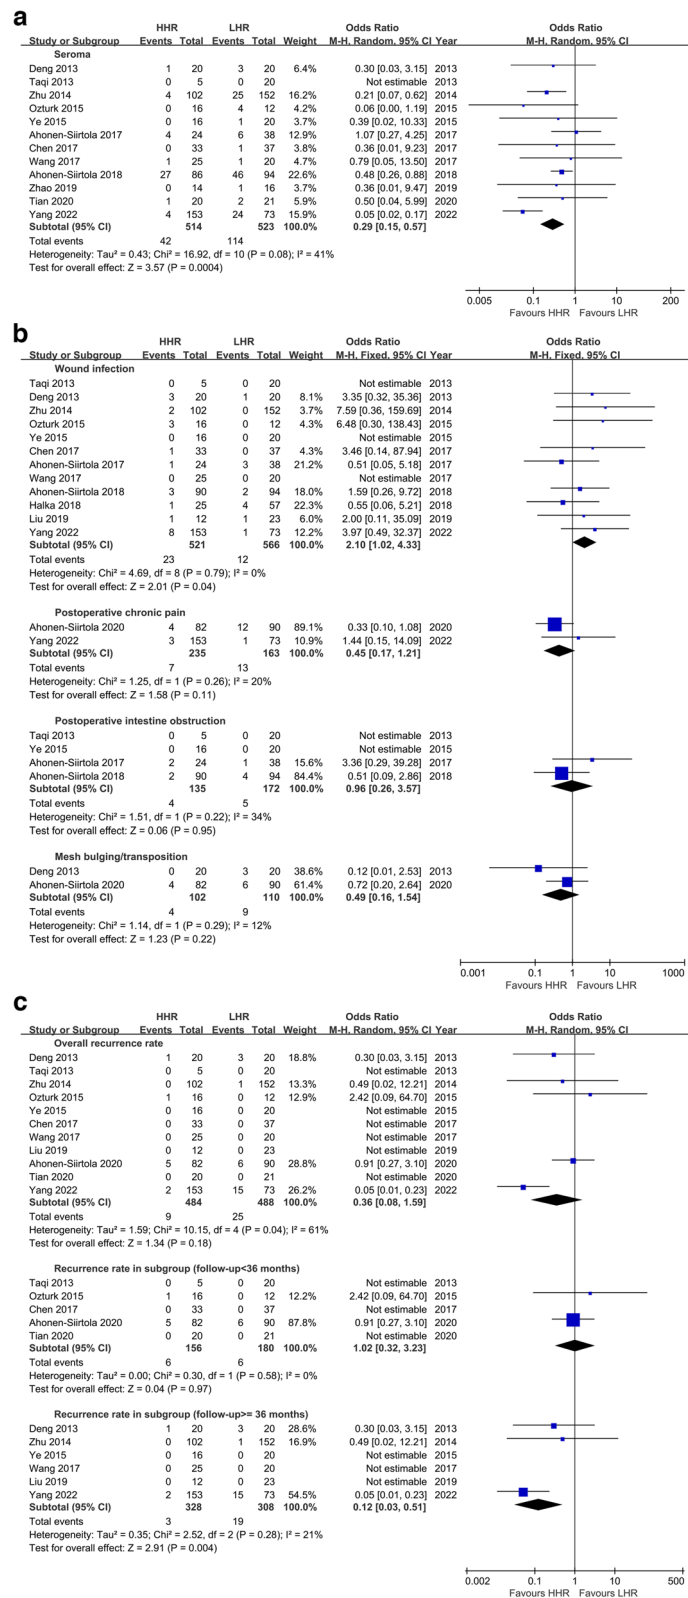 a
HHR LHR Odds Ratio Odds Ratio
Study or Subgroup Events Total Events Total Weight M-H, Random, 95% CI Year M-H, Random, 95% CI
Seroma
Deng 2013 1 20 3 20 6.4% 0.30 [0.03, 3.15] 2013
Taqi 2013 0 5 0 20 Not estimable 2013
Zhu 2014 4 102 25 152 16.2% 0.21 [0.07, 0.62] 2014
Ozturk 2015 0 16 4 12 4.2% 0.06 [0.00, 1.19] 2015
Ye 2015 0 16 1 20 3.7% 0.39 [0.02, 10.33] 2015
Ahonen-Siirtola 2017 4 24 6 38 12.9% 1.07 [0.27, 4.25] 2017
Chen 2017 0 33 1 37 3.8% 0.36 [0.01, 9.23] 2017
Wang 2017 1 25 1 20 4.7% 0.79 [0.05, 13.50] 2017
Ahonen-Siirtola 2018 27 86 46 94 22.6% 0.48 [0.26, 0.88] 2018
Zhao 2019 0 14 1 16 3.7% 0.36 [0.01, 9.47] 2019
Tian 2020 1 20 2 21 5.9% 0.50 [0.04, 5.99] 2020
Yang 2022 4 153 24 73 15.9% 0.05 [0.02, 0.17] 2022
Subtotal (95% CI) 514 523 100.0% 0.29 [0.15, 0.57]
Total events 42 114
Heterogeneity: Tau² = 0.43; Chi² = 16.92, df = 10 (P = 0.08); I² = 41%
Test for overall effect: Z = 3.57 (P = 0.0004)
0.005 0.1 1 10 200
Favours HHR Favours LHR
b
HHR LHR Odds Ratio Odds Ratio
Study or Subgroup Events Total Events Total Weight M-H, Fixed, 95% CI Year M-H, Fixed, 95% CI
Wound infection
Taqi 2013 0 5 0 20 Not estimable 2013
Deng 2013 3 20 1 20 8.1% 3.35 [0.32, 35.36] 2013
Zhu 2014 2 102 0 152 3.7% 7.59 [0.36, 159.69] 2014
Ozturk 2015 3 16 0 12 4.3% 6.48 [0.30, 138.43] 2015
Ye 2015 0 16 0 20 Not estimable 2015
Chen 2017 1 33 0 37 4.3% 3.46 [0.14, 87.94] 2017
Ahonen-Siirtola 2017 1 24 3 38 21.2% 0.51 [0.05, 5.18] 2017
Wang 2017 0 25 0 20 Not estimable 2017
Ahonen-Siirtola 2018 3 90 2 94 18.0% 1.59 [0.26, 9.72] 2018
Halka 2018 1 25 4 57 22.3% 0.55 [0.06, 5.21] 2018
Liu 2019 1 12 1 23 6.0% 2.00 [0.11, 35.09] 2019
Yang 2022 8 153 1 73 12.2% 3.97 [0.49, 32.37] 2022
Subtotal (95% CI) 521 566 100.0% 2.10 [1.02, 4.33]
Total events 23 12
Heterogeneity: Chi² = 4.69, df = 8 (P = 0.79); I² = 0%
Test for overall effect: Z = 2.01 (P = 0.04)
Postoperative chronic pain
Ahonen-Siirtola 2020 4 82 12 90 89.1% 0.33 [0.10, 1.08] 2020
Yang 2022 3 153 1 73 10.9% 1.44 [0.15, 14.09] 2022
Subtotal (95% CI) 235 163 100.0% 0.45 [0.17, 1.21]
Total events 7 13
Heterogeneity: Chi² = 1.25, df = 1 (P = 0.26); I² = 20%
Test for overall effect: Z = 1.58 (P = 0.11)
Postoperative intestine obstruction
Taqi 2013 0 5 0 20 Not estimable 2013
Ye 2015 0 16 0 20 Not estimable 2015
Ahonen-Siirtola 2017 2 24 1 38 15.6% 3.36 [0.29, 39.28] 2017
Ahonen-Siirtola 2018 2 90 4 94 84.4% 0.51 [0.09, 2.86] 2018
Subtotal (95% CI) 135 172 100.0% 0.96 [0.26, 3.57]
Total events 4 5
Heterogeneity: Chi² = 1.51, df = 1 (P = 0.22); I² = 34%
Test for overall effect: Z = 0.06 (P = 0.95)
Mesh bulging/transposition
Deng 2013 0 20 3 20 38.6% 0.12 [0.01, 2.53] 2013
Ahonen-Siirtola 2020 4 82 6 90 61.4% 0.72 [0.20, 2.64] 2020
Subtotal (95% CI) 102 110 100.0% 0.49 [0.16, 1.54]
Total events 4 9
Heterogeneity: Chi² = 1.14, df = 1 (P = 0.29); I² = 12%
Test for overall effect: Z = 1.23 (P = 0.22)
0.001 0.1 1 10 1000
Favours HHR Favours LHR
c
HHR LHR Odds Ratio Odds Ratio
Study or Subgroup Events Total Events Total Weight M-H, Random, 95% CI Year M-H, Random, 95% CI
Overall recurrence rate
Deng 2013 1 20 3 20 18.8% 0.30 [0.03, 3.15] 2013
Taqi 2013 0 5 0 20 Not estimable 2013
Zhu 2014 0 102 1 152 13.3% 0.49 [0.02, 12.21] 2014
Ozturk 2015 1 16 0 12 12.9% 2.42 [0.09, 64.70] 2015
Ye 2015 0 16 0 20 Not estimable 2015
Chen 2017 0 33 0 37 Not estimable 2017
Wang 2017 0 25 0 20 Not estimable 2017
Liu 2019 0 12 0 23 Not estimable 2019
Ahonen-Siirtola 2020 5 82 6 90 28.8% 0.91 [0.27, 3.10] 2020
Tian 2020 0 20 0 21 Not estimable 2020
Yang 2022 2 153 15 73 26.2% 0.05 [0.01, 0.23] 2022
Subtotal (95% CI) 484 488 100.0% 0.36 [0.08, 1.59]
Total events 9 25
Heterogeneity: Tau² = 1.59; Chi² = 10.15, df = 4 (P = 0.04); I² = 61%
Test for overall effect: Z = 1.34 (P = 0.18)
Recurrence rate in subgroup (follow-up<36 months)
Taqi 2013 0 5 0 20 Not estimable 2013
Ozturk 2015 1 16 0 12 12.2% 2.42 [0.09, 64.70] 2015
Chen 2017 0 33 0 37 Not estimable 2017
Ahonen-Siirtola 2020 5 82 6 90 87.8% 0.91 [0.27, 3.10] 2020
Tian 2020 0 20 0 21 Not estimable 2020
Subtotal (95% CI) 156 180 100.0% 1.02 [0.32, 3.23]
Total events 6 6
Heterogeneity: Tau² = 0.00; Chi² = 0.30, df = 1 (P = 0.58); I² = 0%
Test for overall effect: Z = 0.04 (P = 0.97)
Recurrence rate in subgroup (follow-up>= 36 months)
Deng 2013 1 20 3 20 28.6% 0.30 [0.03, 3.15] 2013
Zhu 2014 0 102 1 152 16.9% 0.49 [0.02, 12.21] 2014
Ye 2015 0 16 0 20 Not estimable 2015
Wang 2017 0 25 0 20 Not estimable 2017
Liu 2019 0 12 0 23 Not estimable 2019
Yang 2022 2 153 15 73 54.5% 0.05 [0.01, 0.23] 2022
Subtotal (95% CI) 328 308 100.0% 0.12 [0.03, 0.51]
Total events 3 19
Heterogeneity: Tau² = 0.35; Chi² = 2.52, df = 2 (P = 0.28); I² = 21%
Test for overall effect: Z = 2.91 (P = 0.004)
0.002 0.1 1 10 500
Favours HHR Favours LHR